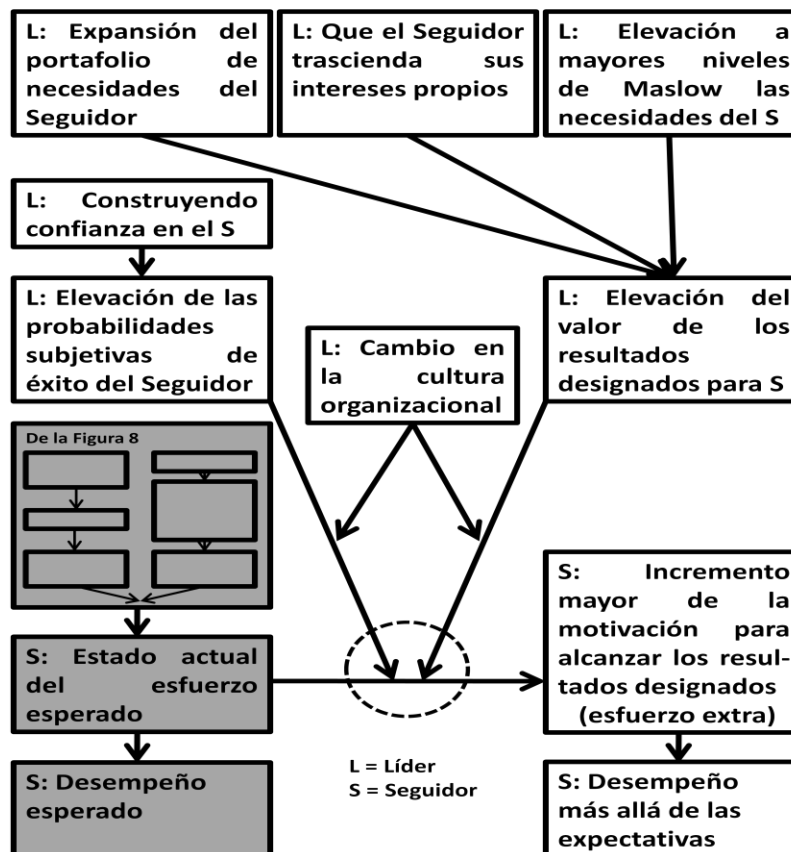 L: Expansión del
portafolio de
necesidades del
Seguidor
L: Que el Seguidor
trascienda sus
intereses propios
L: Elevación a
mayores niveles
de Maslow las
necesidades del S
L: Construyendo
confianza en el S
L: Elevación de las
probabilidades
subjetivas de
éxito del Seguidor
L: Cambio en
la cultura
organizacional
L: Elevación del
valor de los
resultados
designados para S
De la Figura 8
S: Estado actual
del esfuerzo
esperado
S: Incremento
mayor de la
motivación para
alcanzar los resul-
tados designados
(esfuerzo extra)
S: Desempeño
esperado
L = Líder
S = Seguidor
S: Desempeño
más allá de las
expectativas